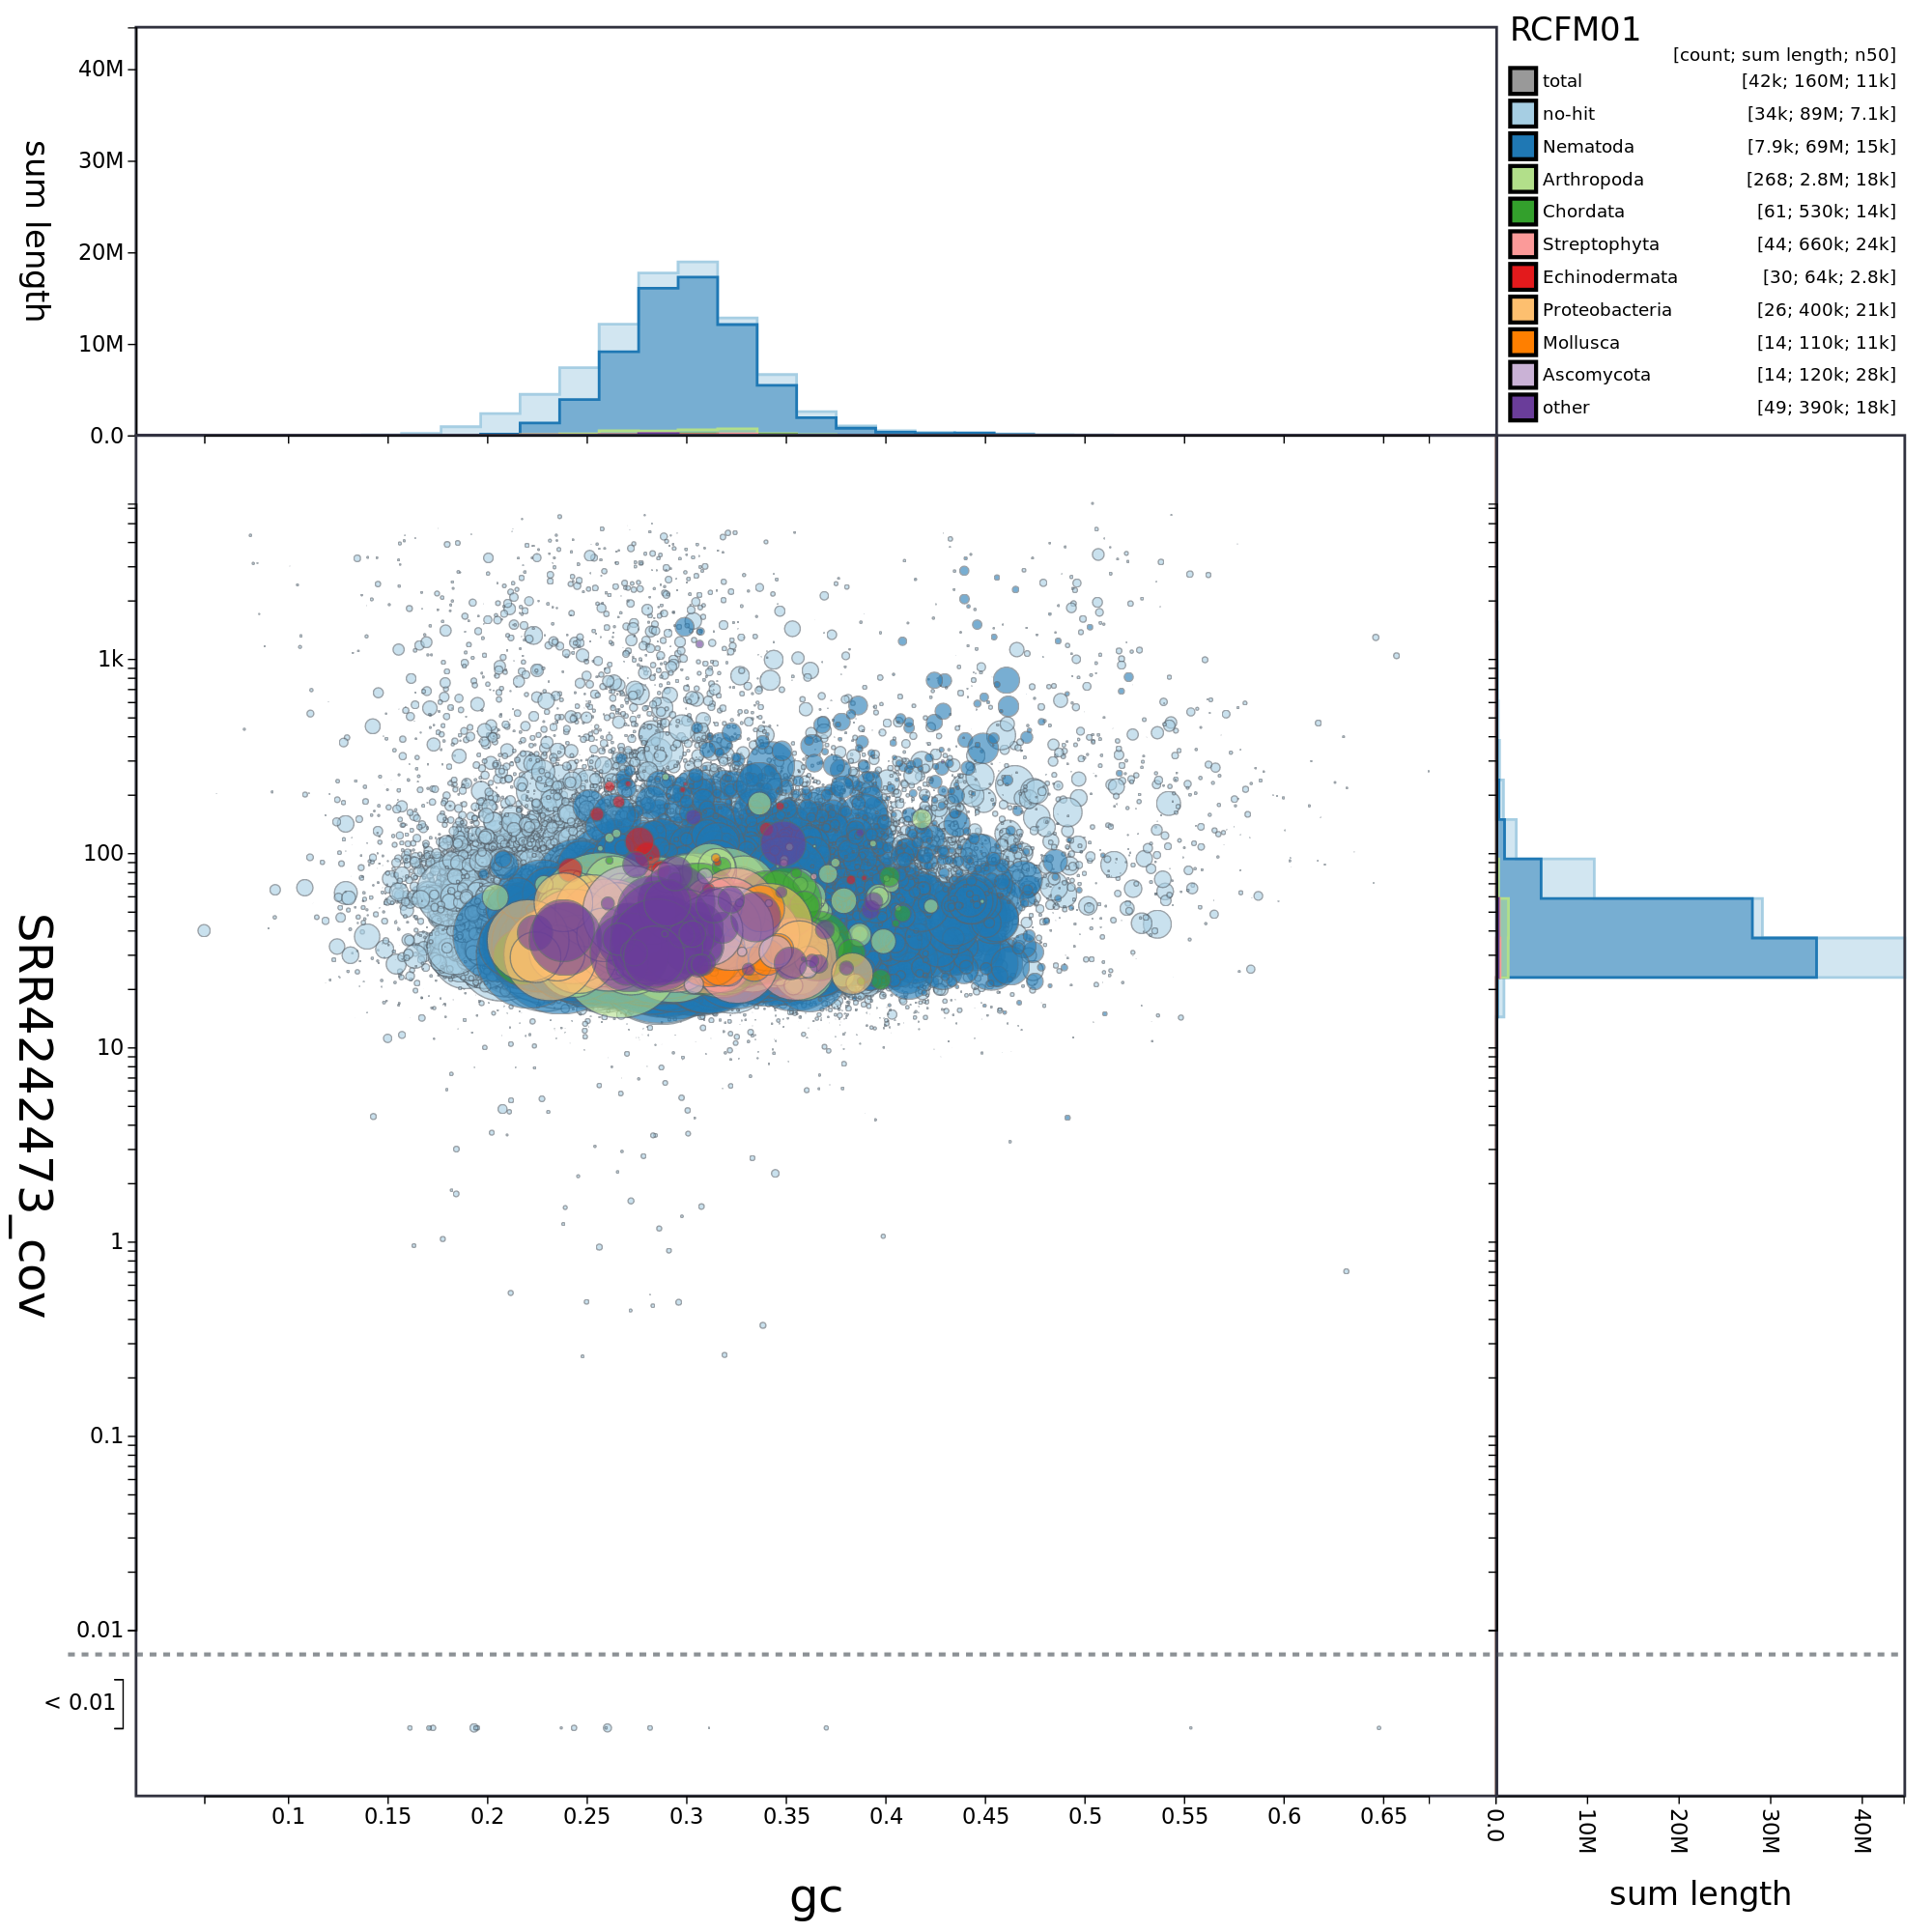 RCFM01
[count; sum length; n50]
total [42k; 160M; 11k]
no-hit [34k; 89M; 7.1k]
Nematoda [7.9k; 69M; 15k]
Arthropoda [268; 2.8M; 18k]
Chordata [61; 530k; 14k]
Streptophyta [44; 660k; 24k]
Echinodermata [30; 64k; 2.8k]
Proteobacteria [26; 400k; 21k]
Mollusca [14; 110k; 11k]
Ascomycota [14; 120k; 28k]
other [49; 390k; 18k]
sum length
40M
30M
20M
10M
0.0
SRR4242473_cov
1k
100
10
1
0.1
0.01
< 0.01
0.1 0.15 0.2 0.25 0.3 0.35 0.4 0.45 0.5 0.55 0.6 0.65
gc
0.0 10M 20M 30M 40M
sum length